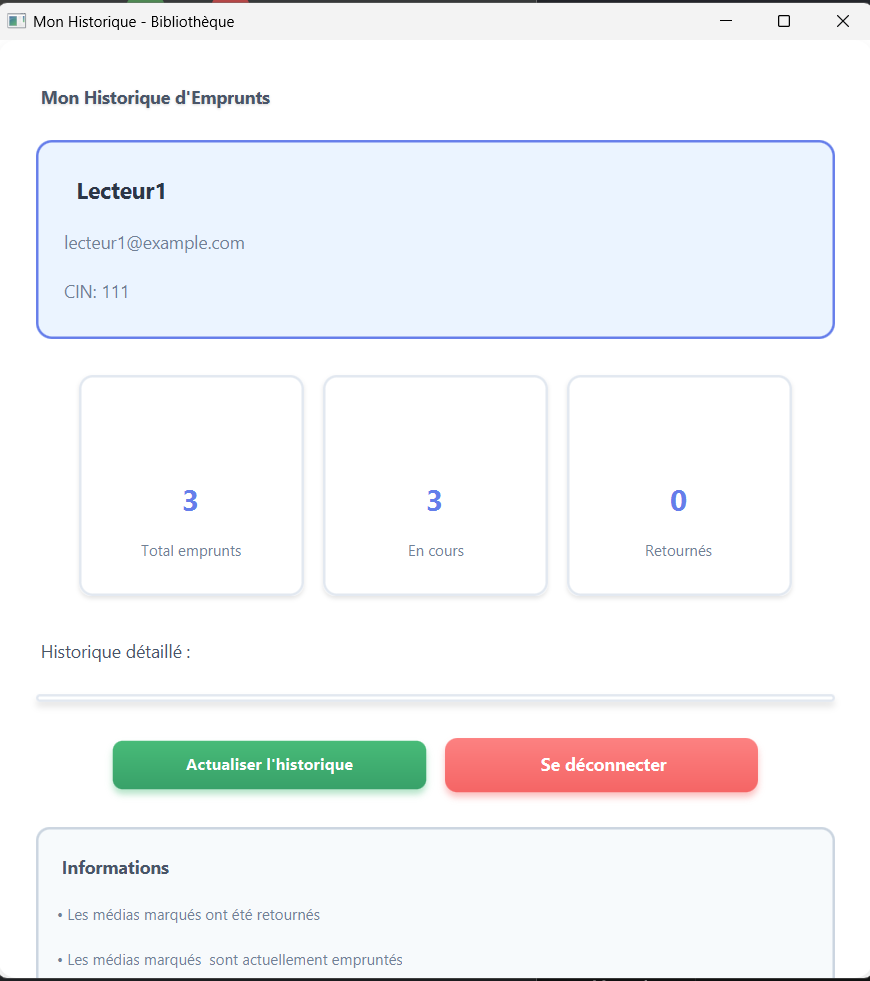 Mon Historique - Bibliothèque
Mon Historique d'Emprunts
Lecteur1
lecteur1@example.com
CIN: 111
3
Total emprunts
3
En cours
0
Retournés
Historique détaillé :
Actualiser l'historique
Se déconnecter
Informations
• Les médias marqués ont été retournés
• Les médias marqués  sont actuellement empruntés